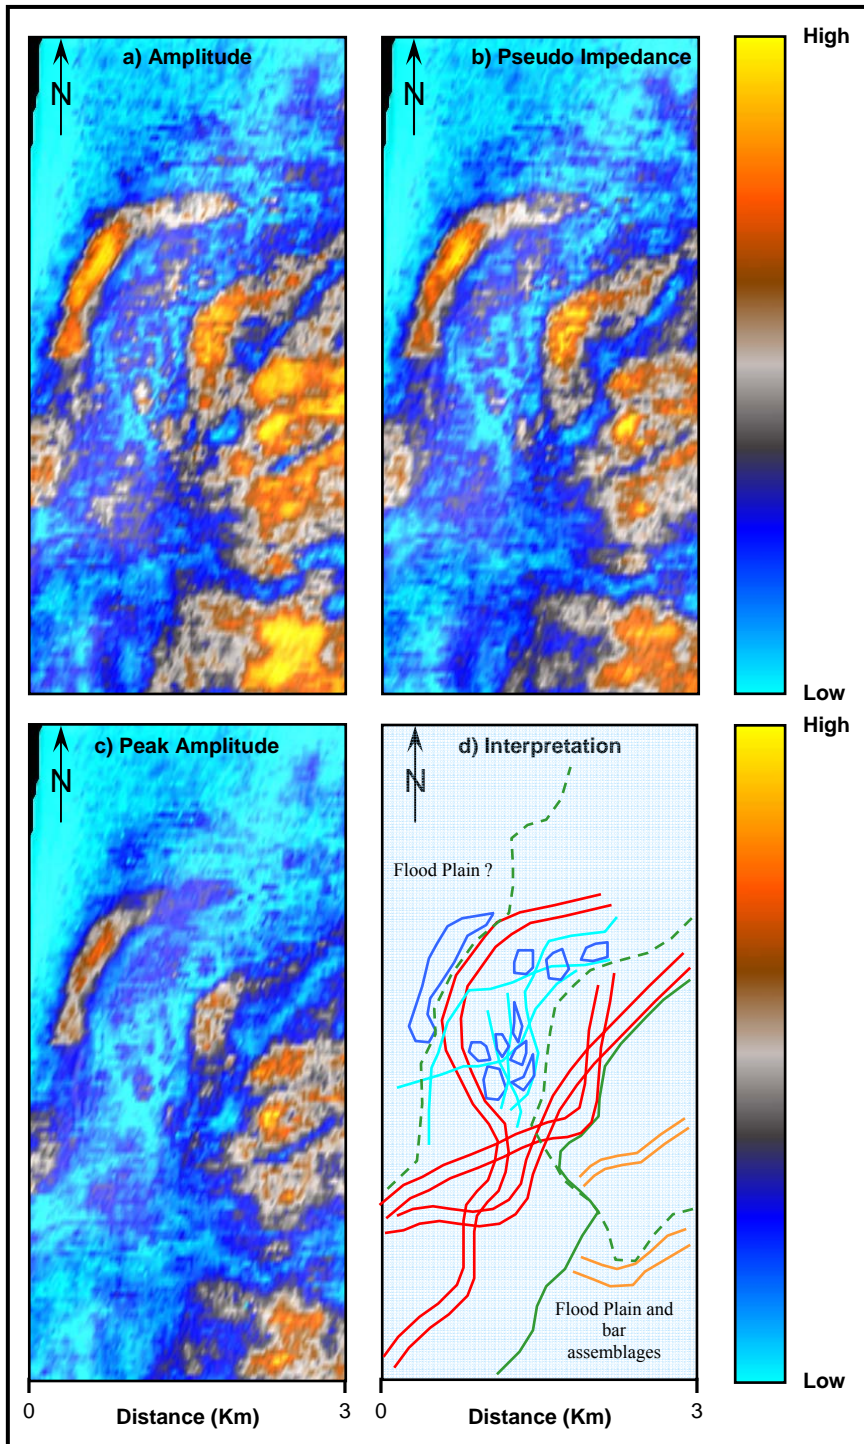 a) Amplitude
N
b) Pseudo Impedance
N
High
Low
c) Peak Amplitude
N
d) Interpretation
N
High
Flood Plain ?
Flood Plain and
bar
assemblages
Low
0
Distance (Km)
3
0
Distance (Km)
3